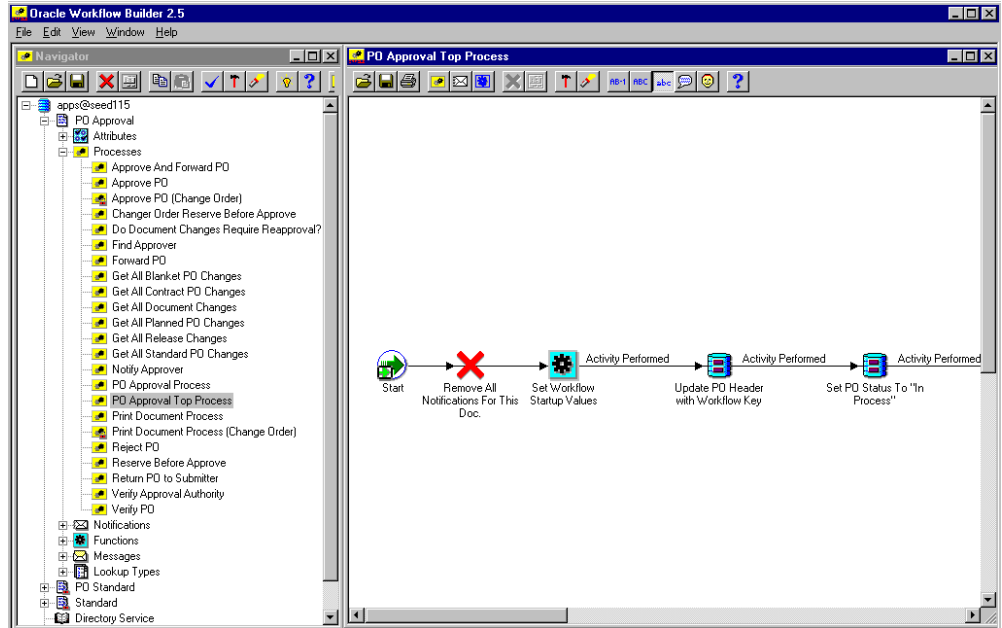 Oracle Workflow Builder 2.5
File Edit View Window Help
Navigator
apps@seed115
PO Approval
Attributes
Processes
Approve And Forward PO
Approve PO
Approve PO (Change Order)
Changer Order Reserve Before Approve
Do Document Changes Require Reapproval?
Find Approver
Forward PO
Get All Blanket PO Changes
Get All Contract PO Changes
Get All Document Changes
Get All Planned PO Changes
Get All Release Changes
Get All Standard PO Changes
Notify Approver
PO Approval Process
PO Approval Top Process
Print Document Process
Print Document Process (Change Order)
Reject PO
Reserve Before Approve
Return PO to Submitter
Verify Approval Authority
Verify PO
Notifications
Functions
Messages
Lookup Types
PO Standard
Standard
Directory Service
PO Approval Top Process
AB-1 ABC abc
Activity Performed
Activity Performed
Activity Performed
Start
Remove All
Notifications For This
Doc.
Set Workflow
Startup Values
Update PO Header
with Workflow Key
Set PO Status To "In
Process"